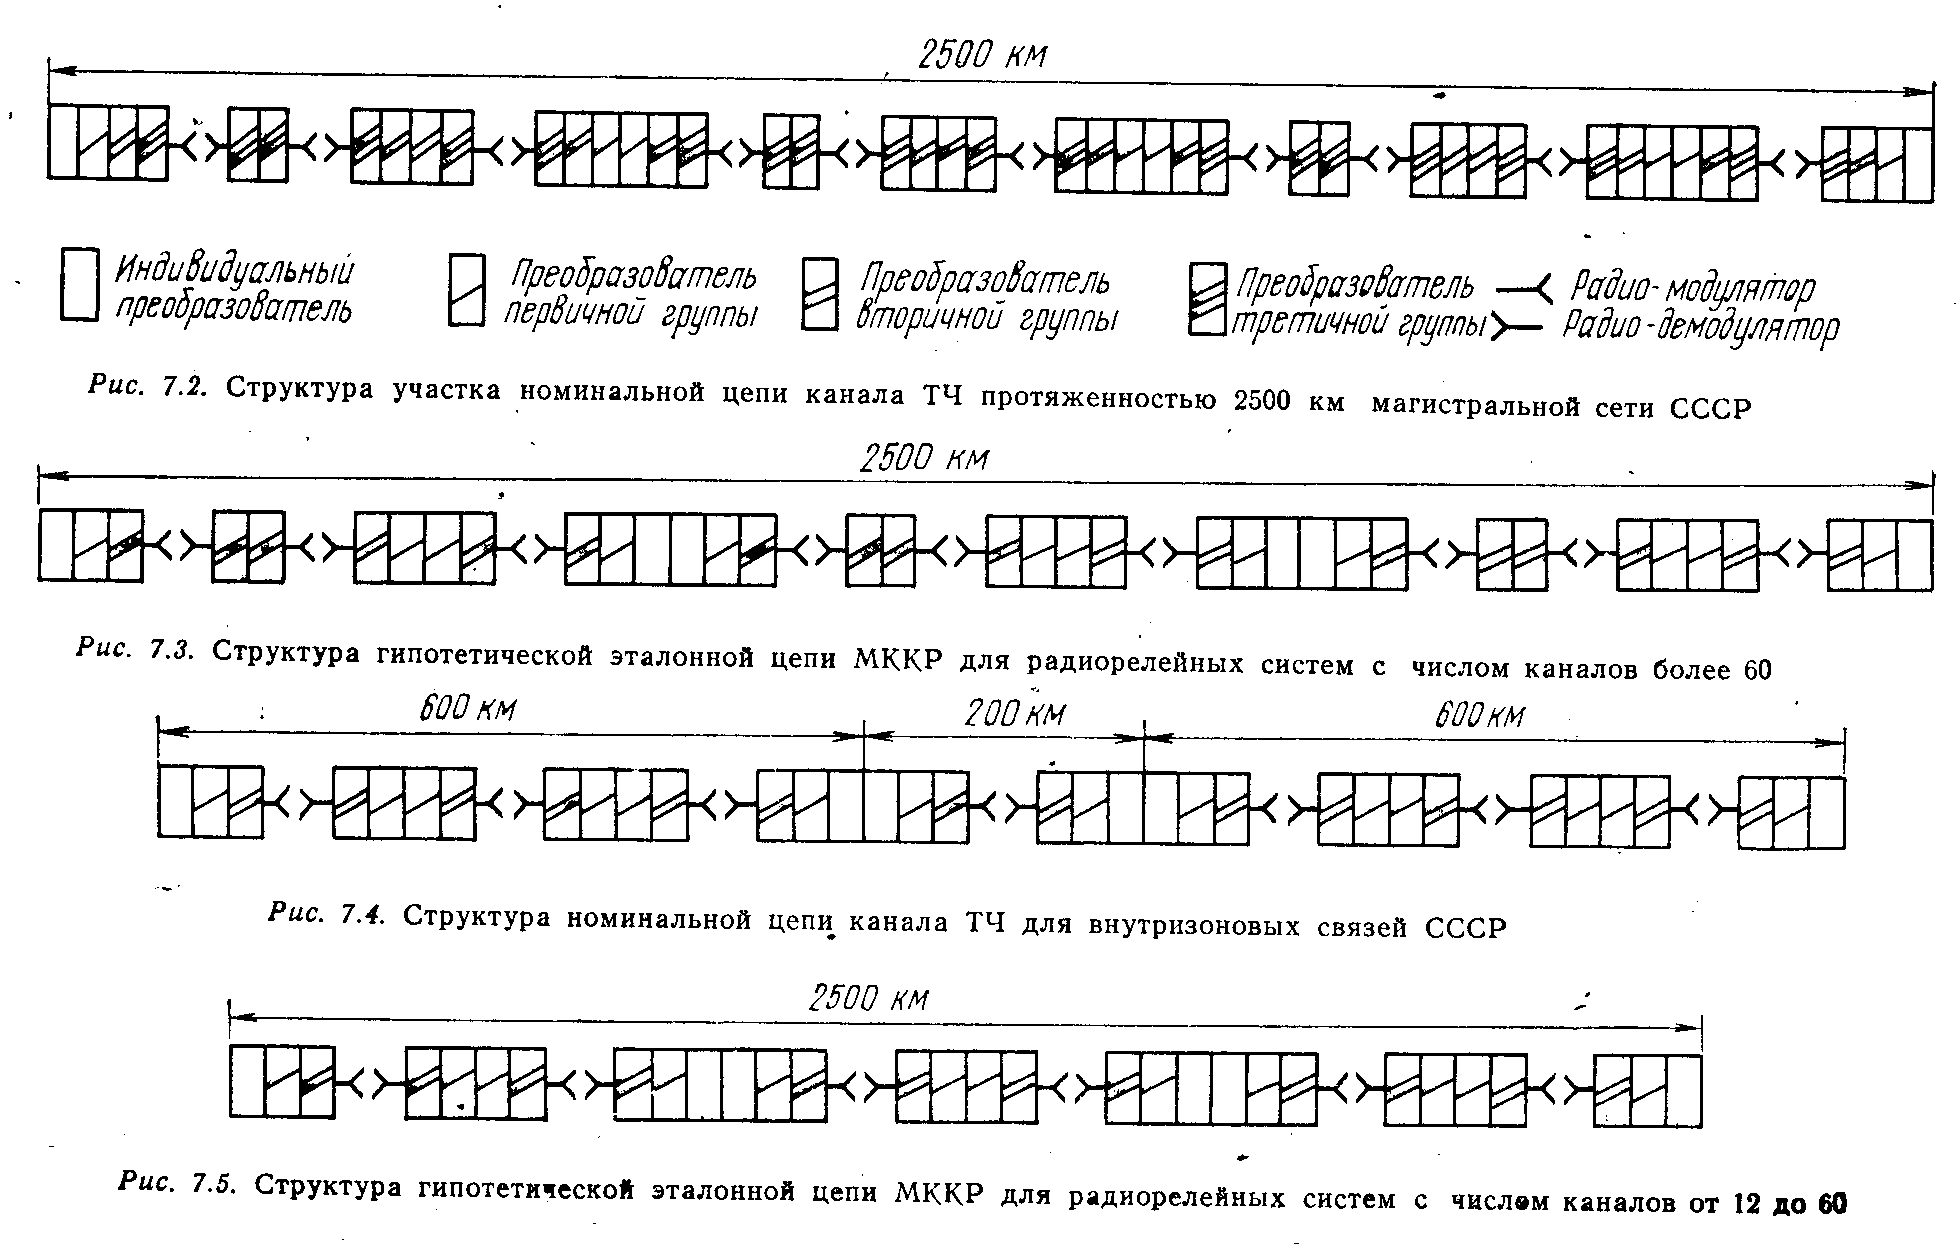 2500 км
Индивидуальный
преобразователь
Преобразователь
первичной группы
Преобразователь
вторичной группы
Преобразователь
третичной группы
Радио-модулятор
Радио-демодулятор
Рис. 7.2. Структура участка номинальной цепи канала ТЧ протяженностью 2500 км магистральной сети СССР
2500 км
Рис. 7.3. Структура гипотетической эталонной цепи МККР для радиорелейных систем с числом каналов более 60
600 км 200 км 600 км
Рис. 7.4. Структура номинальной цепи канала ТЧ для внутризоновых связей СССР
2500 км
Рис. 7.5. Структура гипотетической эталонной цепи МККР для радиорелейных систем с числом каналов от 12 до 60